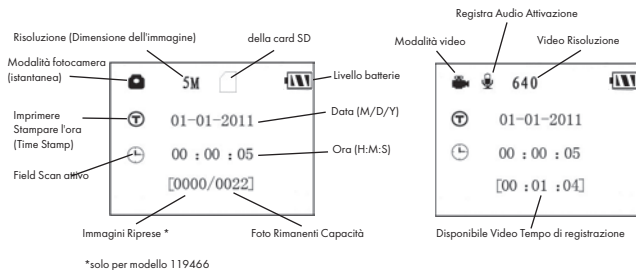 Registra Audio Attivazione
Risoluzione (Dimensione dell'immagine)
della card SD
Modalità video
Video Risoluzione
Modalità fotocamera
(istantanea)
5M
Livello batterie
640
Imprimere
Stampare l'ora
(Time Stamp)
T
01-01-2011
Data (M/D/Y)
T
01-01-2011
Field Scan attivo
00 : 00 : 05
Ora (H:M:S)
00 : 00 : 05
[0000/0022]
[00 : 01 : 04]
Immagini Riprese *
Foto Rimanenti Capacità
Disponibile Video Tempo di registrazione
*solo per modello 119466